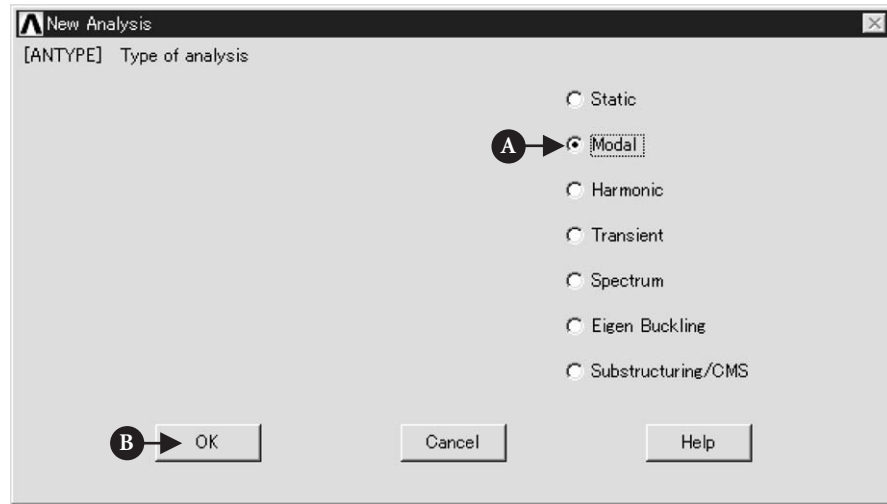 New Analysis
[ANTYPE] Type of analysis
Static
A Modal
Harmonic
Transient
Spectrum
Eigen Buckling
Substructuring/CMS
B OK Cancel Help